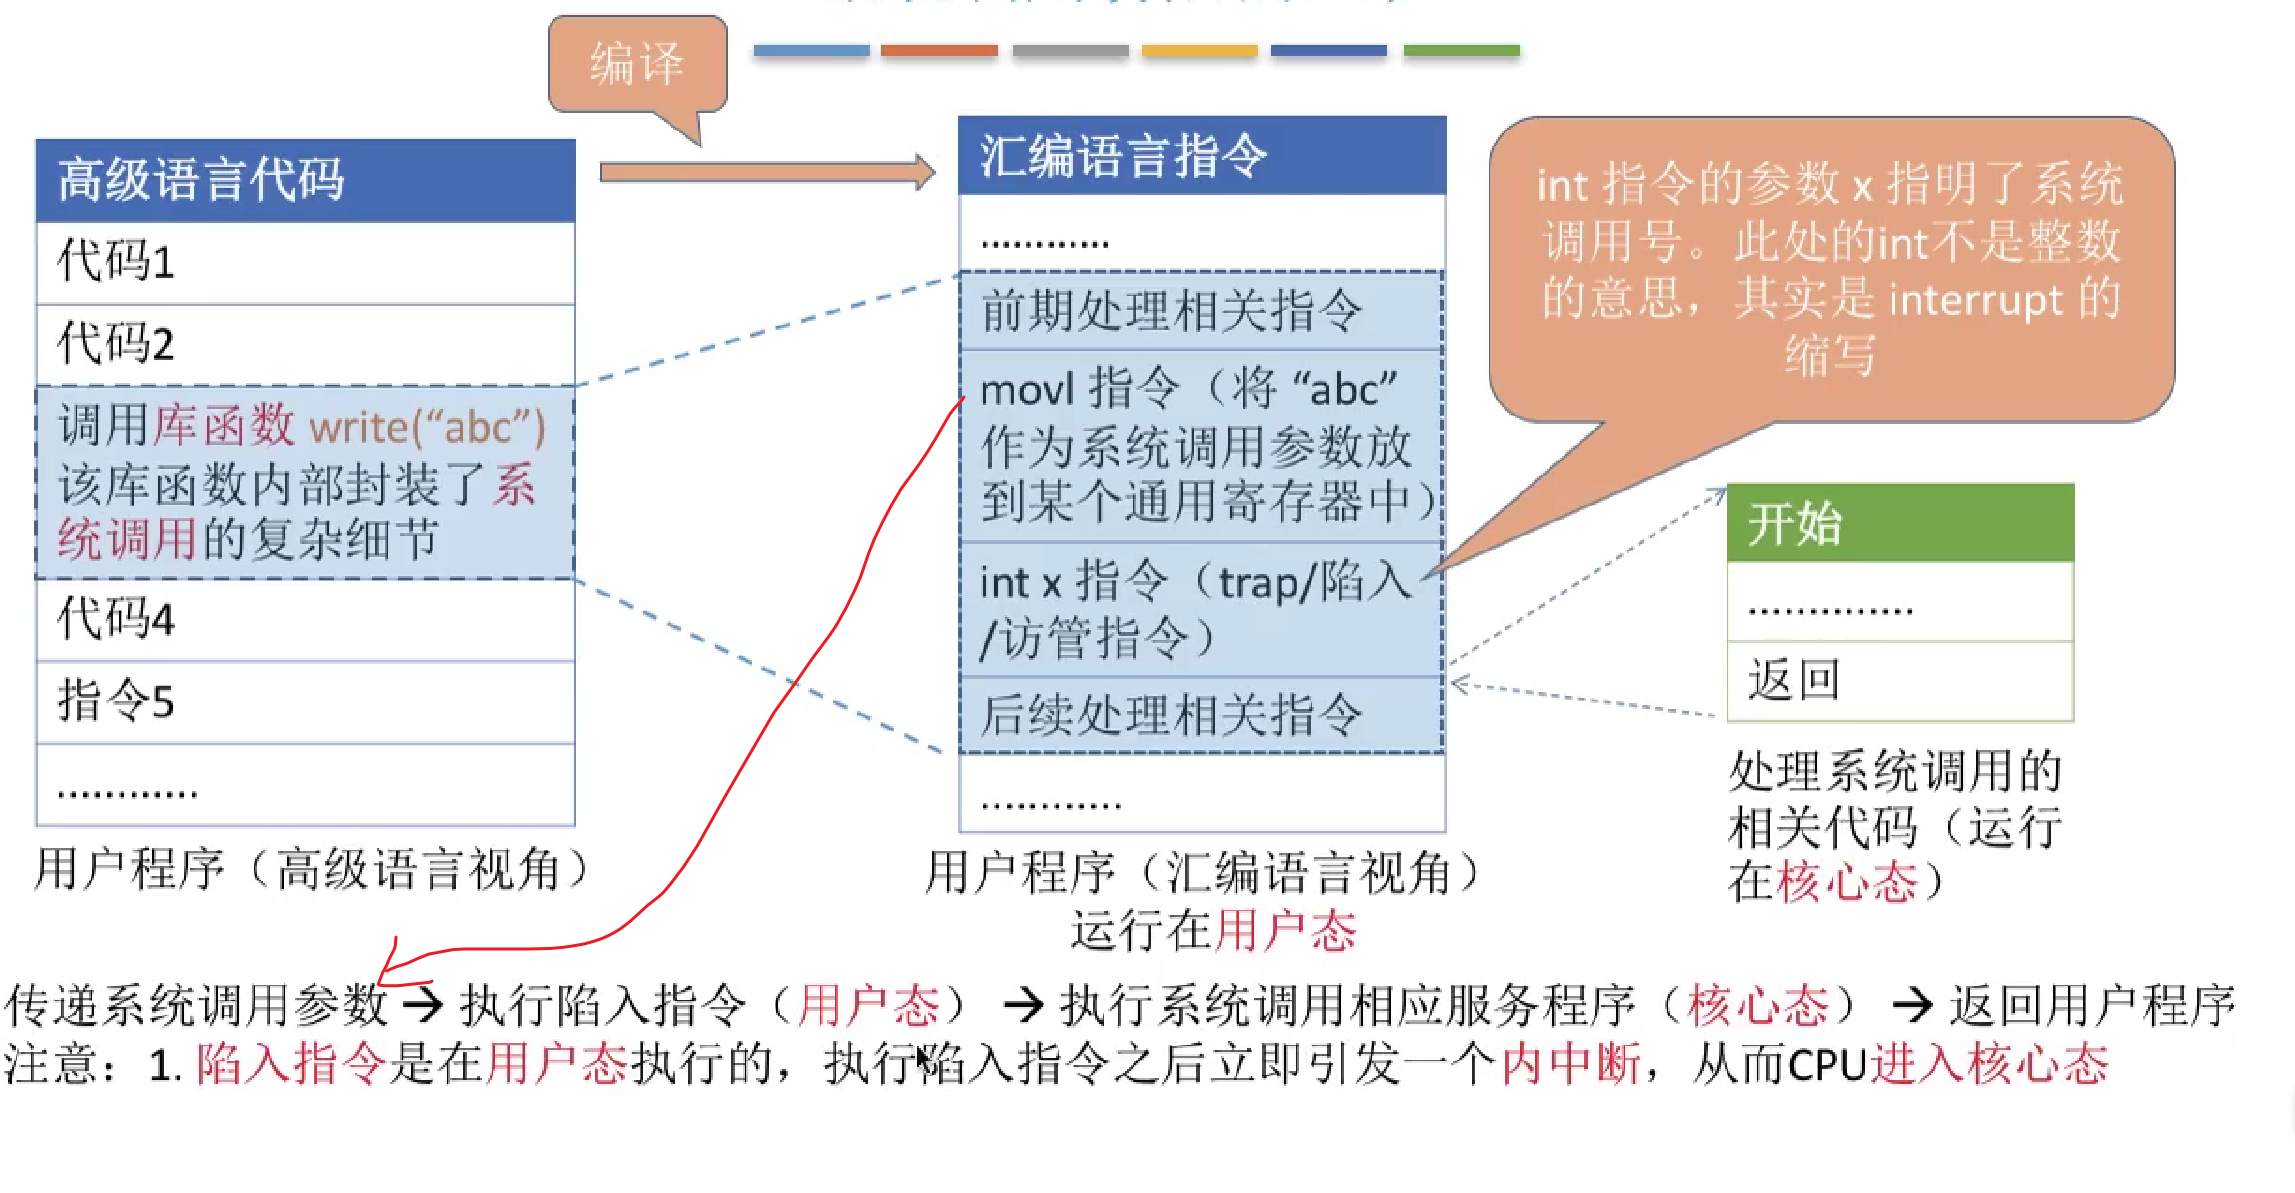 编译
高级语言代码
代码1
代码2
调用库函数 write(“abc”)
该库函数内部封装了系
统调用的复杂细节
代码4
指令5
............
用户程序（高级语言视角）
汇编语言指令
............
前期处理相关指令
movl 指令（将 “abc”
作为系统调用参数放
到某个通用寄存器中）
int x 指令（trap/陷入
/访管指令）
后续处理相关指令
............
用户程序（汇编语言视角）
运行在用户态
int 指令的参数 x 指明了系统
调用号。此处的int不是整数
的意思，其实是 interrupt 的
缩写
开始
..............
返回
处理系统调用的
相关代码（运行
在核心态）
传递系统调用参数 → 执行陷入指令（用户态） → 执行系统调用相应服务程序（核心态） → 返回用户程序
注意：1. 陷入指令是在用户态执行的，执行陷入指令之后立即引发一个内中断，从而CPU进入核心态